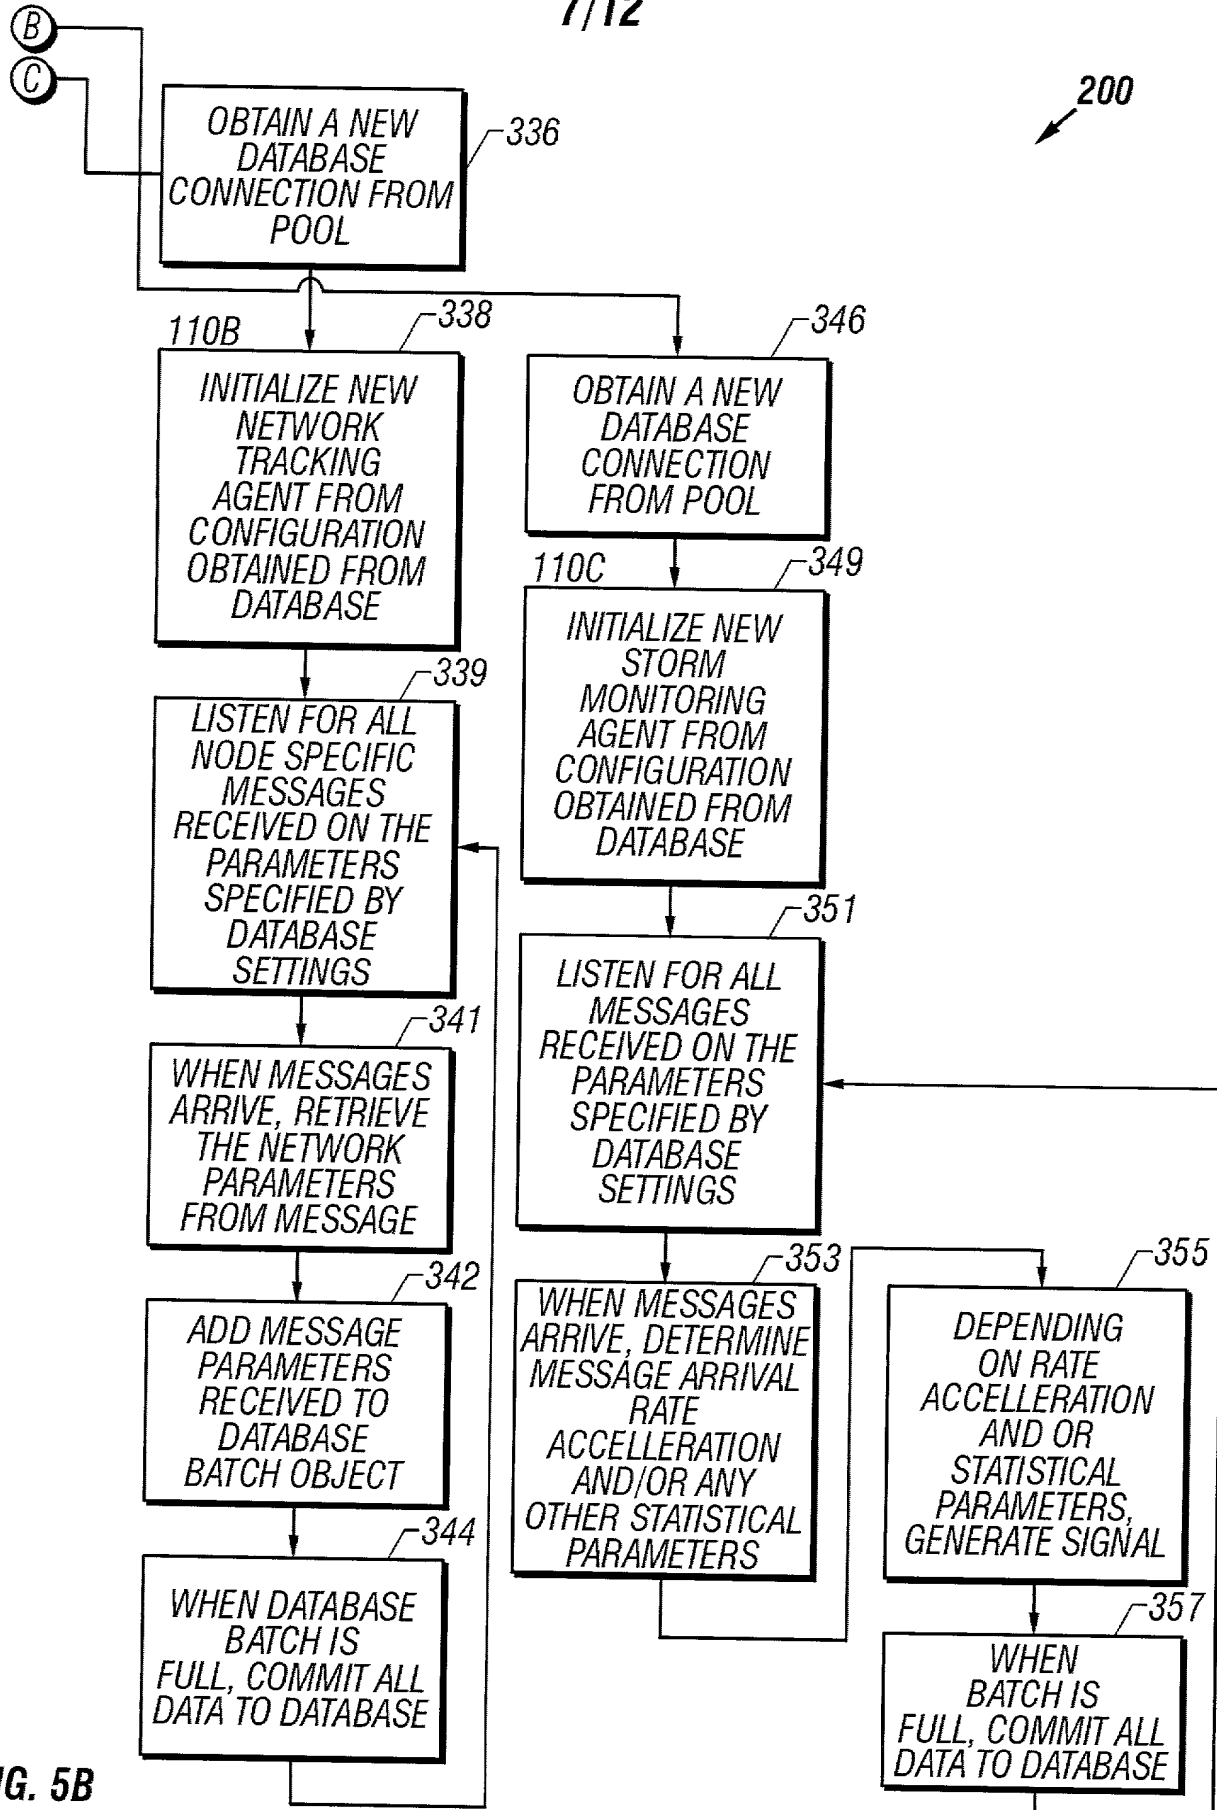 7/12
B
C
200
OBTAIN A NEW
DATABASE
CONNECTION FROM
POOL
336
110B
338
INITIALIZE NEW
NETWORK
TRACKING
AGENT FROM
CONFIGURATION
OBTAINED FROM
DATABASE
339
LISTEN FOR ALL
NODE SPECIFIC
MESSAGES
RECEIVED ON THE
PARAMETERS
SPECIFIED BY
DATABASE
SETTINGS
341
WHEN MESSAGES
ARRIVE, RETRIEVE
THE NETWORK
PARAMETERS
FROM MESSAGE
342
ADD MESSAGE
PARAMETERS
RECEIVED TO
DATABASE
BATCH OBJECT
344
WHEN DATABASE
BATCH IS
FULL, COMMIT ALL
DATA TO DATABASE
346
OBTAIN A NEW
DATABASE
CONNECTION
FROM POOL
110C
349
INITIALIZE NEW
STORM
MONITORING
AGENT FROM
CONFIGURATION
OBTAINED FROM
DATABASE
351
LISTEN FOR ALL
MESSAGES
RECEIVED ON THE
PARAMETERS
SPECIFIED BY
DATABASE
SETTINGS
353
WHEN MESSAGES
ARRIVE, DETERMINE
MESSAGE ARRIVAL
RATE
ACCELLERATION
AND/OR ANY
OTHER STATISTICAL
PARAMETERS
355
DEPENDING
ON RATE
ACCELLERATION
AND OR
STATISTICAL
PARAMETERS,
GENERATE SIGNAL
357
WHEN
BATCH IS
FULL, COMMIT ALL
DATA TO DATABASE
IG. 5B